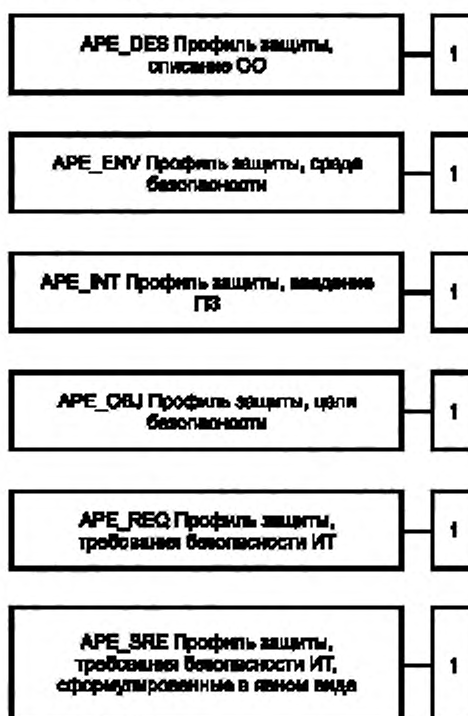 APE_DES Профиль защиты,
описание ОО
1
APE_ENV Профиль защиты, среда
безопасности
1
APE_INT Профиль защиты, введение
ПЗ
1
APE_OBJ Профиль защиты, цели
безопасности
1
APE_REQ Профиль защиты,
требования безопасности ИТ
1
APE_SRE Профиль защиты,
требования безопасности ИТ,
сформулированные в явном виде
1